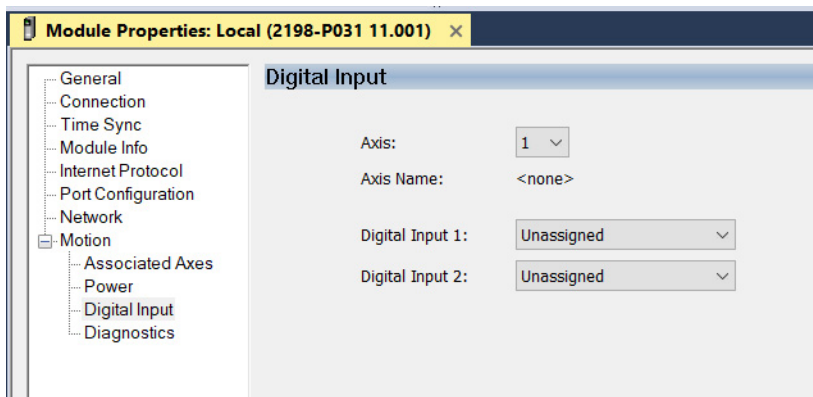 Module Properties: Local (2198-P031 11.001)
General
Connection
Time Sync
Module Info
Internet Protocol
Port Configuration
Network
Motion
Associated Axes
Power
Digital Input
Diagnostics
Digital Input
Axis: 1
Axis Name: <none>
Digital Input 1: Unassigned
Digital Input 2: Unassigned